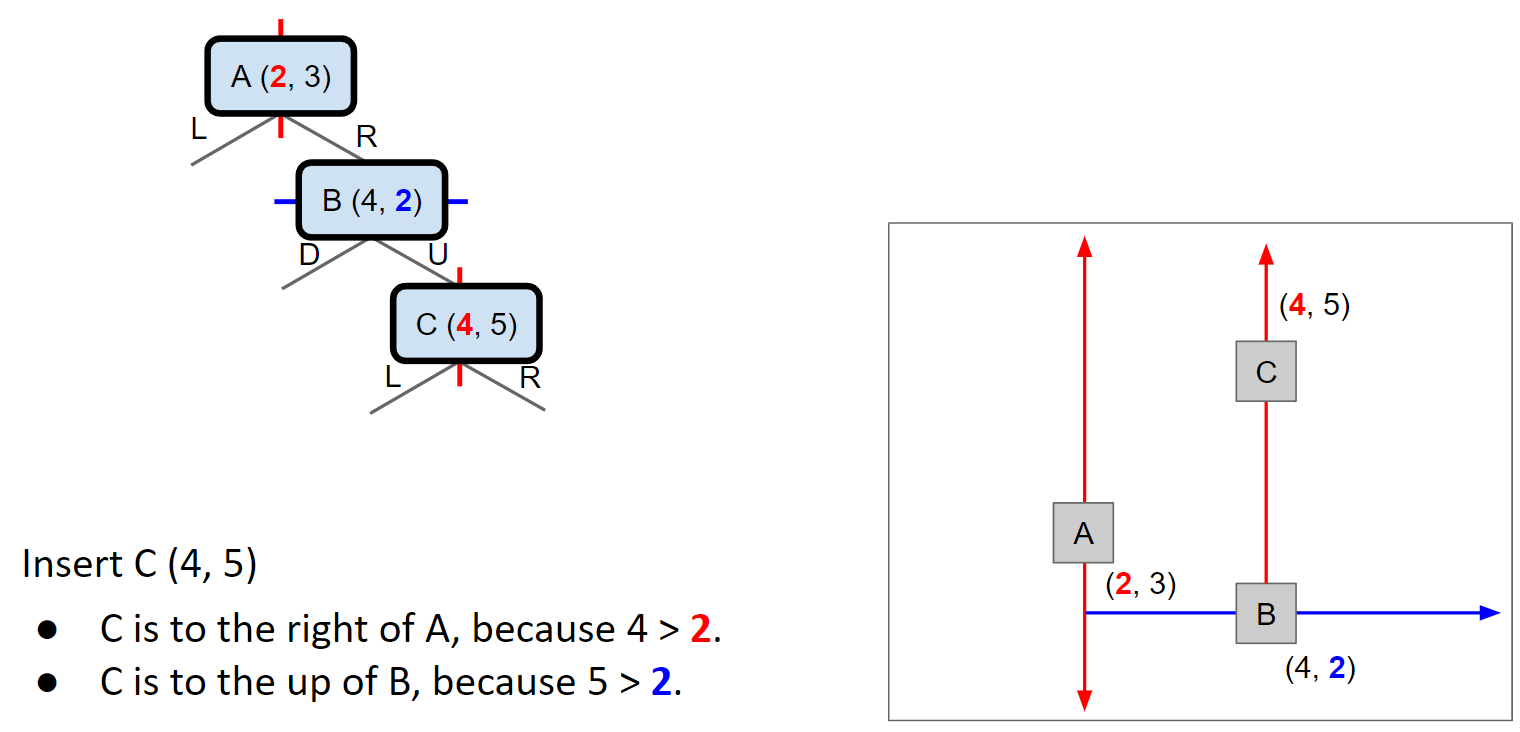 A (2, 3)
L
R
B (4, 2)
D
U
C (4, 5)
L
R
(4, 5)
C
A
(2, 3)
B
(4, 2)
Insert C (4, 5)
● C is to the right of A, because 4 > 2.
● C is to the up of B, because 5 > 2.